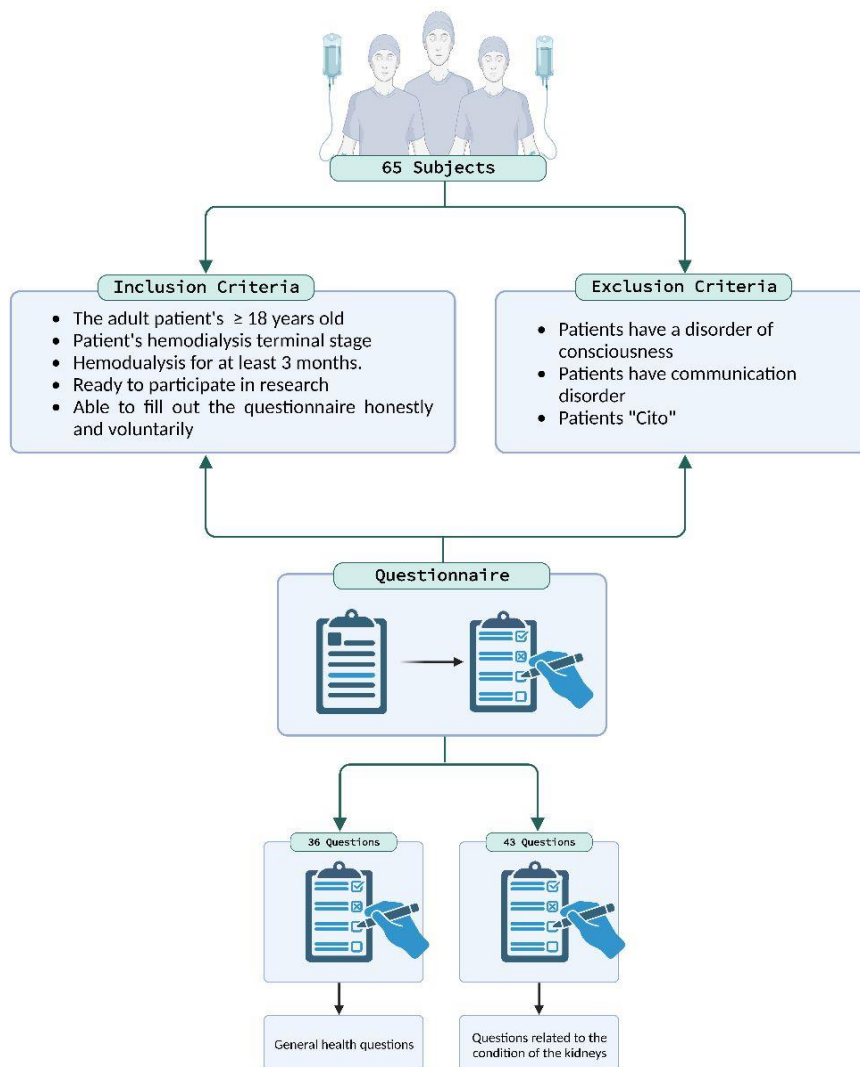 65 Subjects
Inclusion Criteria
• The adult patient's ≥ 18 years old
• Patient's hemodialysis terminal stage
• Hemodualysis for at least 3 months.
• Ready to participate in research
• Able to fill out the questionnaire honestly
and voluntarily
Exclusion Criteria
• Patients have a disorder of
consciousness
• Patients have communication
disorder
• Patients "Cito"
Questionnaire
36 Questions
43 Questions
General health questions
Questions related to the
condition of the kidneys